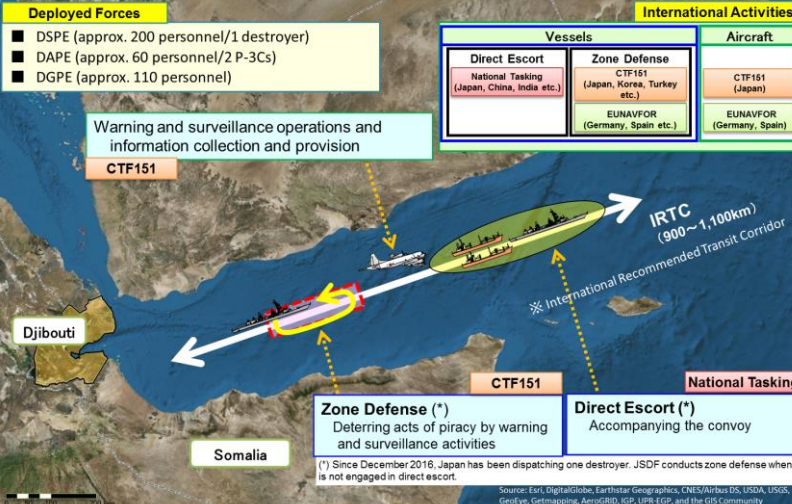 Deployed Forces
■ DSPE (approx. 200 personnel/1 destroyer)
■ DAPE (approx. 60 personnel/2 P-3Cs)
■ DGPE (approx. 110 personnel)
International Activities
Vessels
Aircraft
Direct Escort
National Tasking
(Japan, China, India etc.)
Zone Defense
CTF151
(Japan, Korea, Turkey
etc.)
EUNAVFOR
(Germany, Spain etc.)
CTF151
(Japan)
EUNAVFOR
(Germany, Spain)
Warning and surveillance operations and
information collection and provision
CTF151
IRTC
(900~1,100km)
※ International Recommended Transit Corridor
Djibouti
Somalia
CTF151
Zone Defense (*)
Deterring acts of piracy by warning
and surveillance activities
National Tasking
Direct Escort (*)
Accompanying the convoy
(*) Since December 2016, Japan has been dispatching one destroyer. JSDF conducts zone defense when
is not engaged in direct escort.
Source: Esri, DigitalGlobe, Earthstar Geographics, CNES/Airbus DS, USDA, USGS,
GeoEye, Getmapping, AeroGRID, IGP, UPR-EGP, and the GIS Community